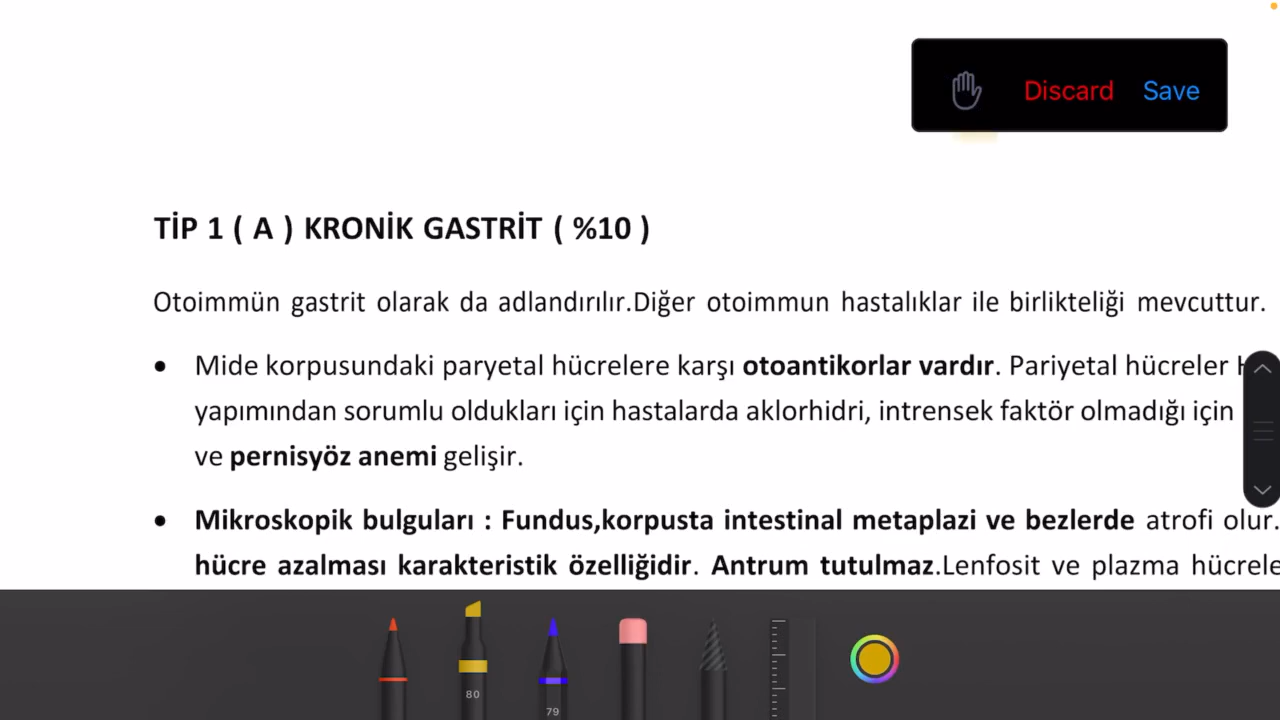 Discard Save
TİP 1 ( A ) KRONİK GASTRİT ( %10 )
Otoimmün gastrit olarak da adlandırılır.Diğer otoimmun hastalıklar ile birlikteliği mevcuttur.
• Mide korpusundaki paryetal hücrelere karşı otoantikorlar vardır. Pariyetal hücreler
yapımından sorumlu oldukları için hastalarda aklorhidri, intrensek faktör olmadığı için
ve pernisyöz anemi gelişir.
• Mikroskopik bulguları : Fundus,korpusta intestinal metaplazi ve bezlerde atrofi olur.
hücre azalması karakteristik özelliğidir. Antrum tutulmaz.Lenfosit ve plazma hücrele
80
79